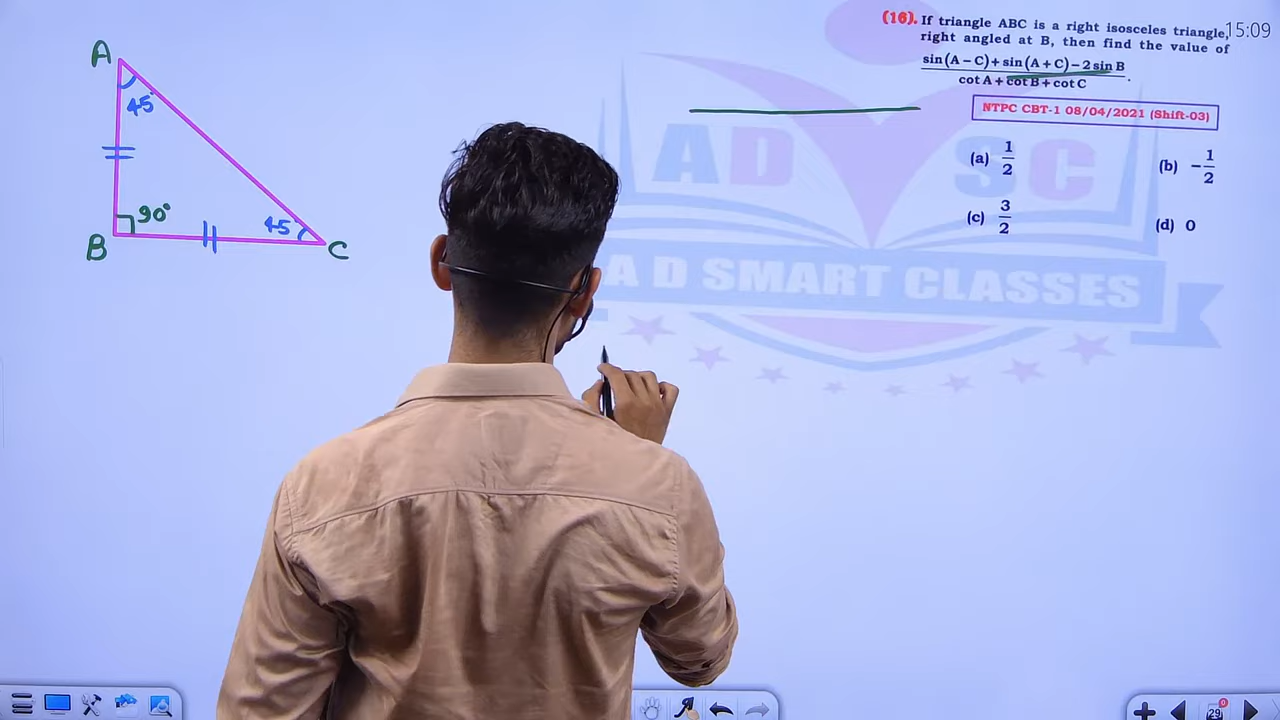 (16). If triangle ABC is a right isosceles triangle,
15:09
right angled at B, then find the value of
sin(A – C) + sin(A + C) – 2 sin B
cot A + cot B + cot C
.
NTPC CBT-1 08/04/2021 (Shift-03)
(a) 1/2
(b) –1/2
(c) 3/2
(d) 0
A
45°
90°
45
B
C
AD SC
A D SMART CLASSES
29
0